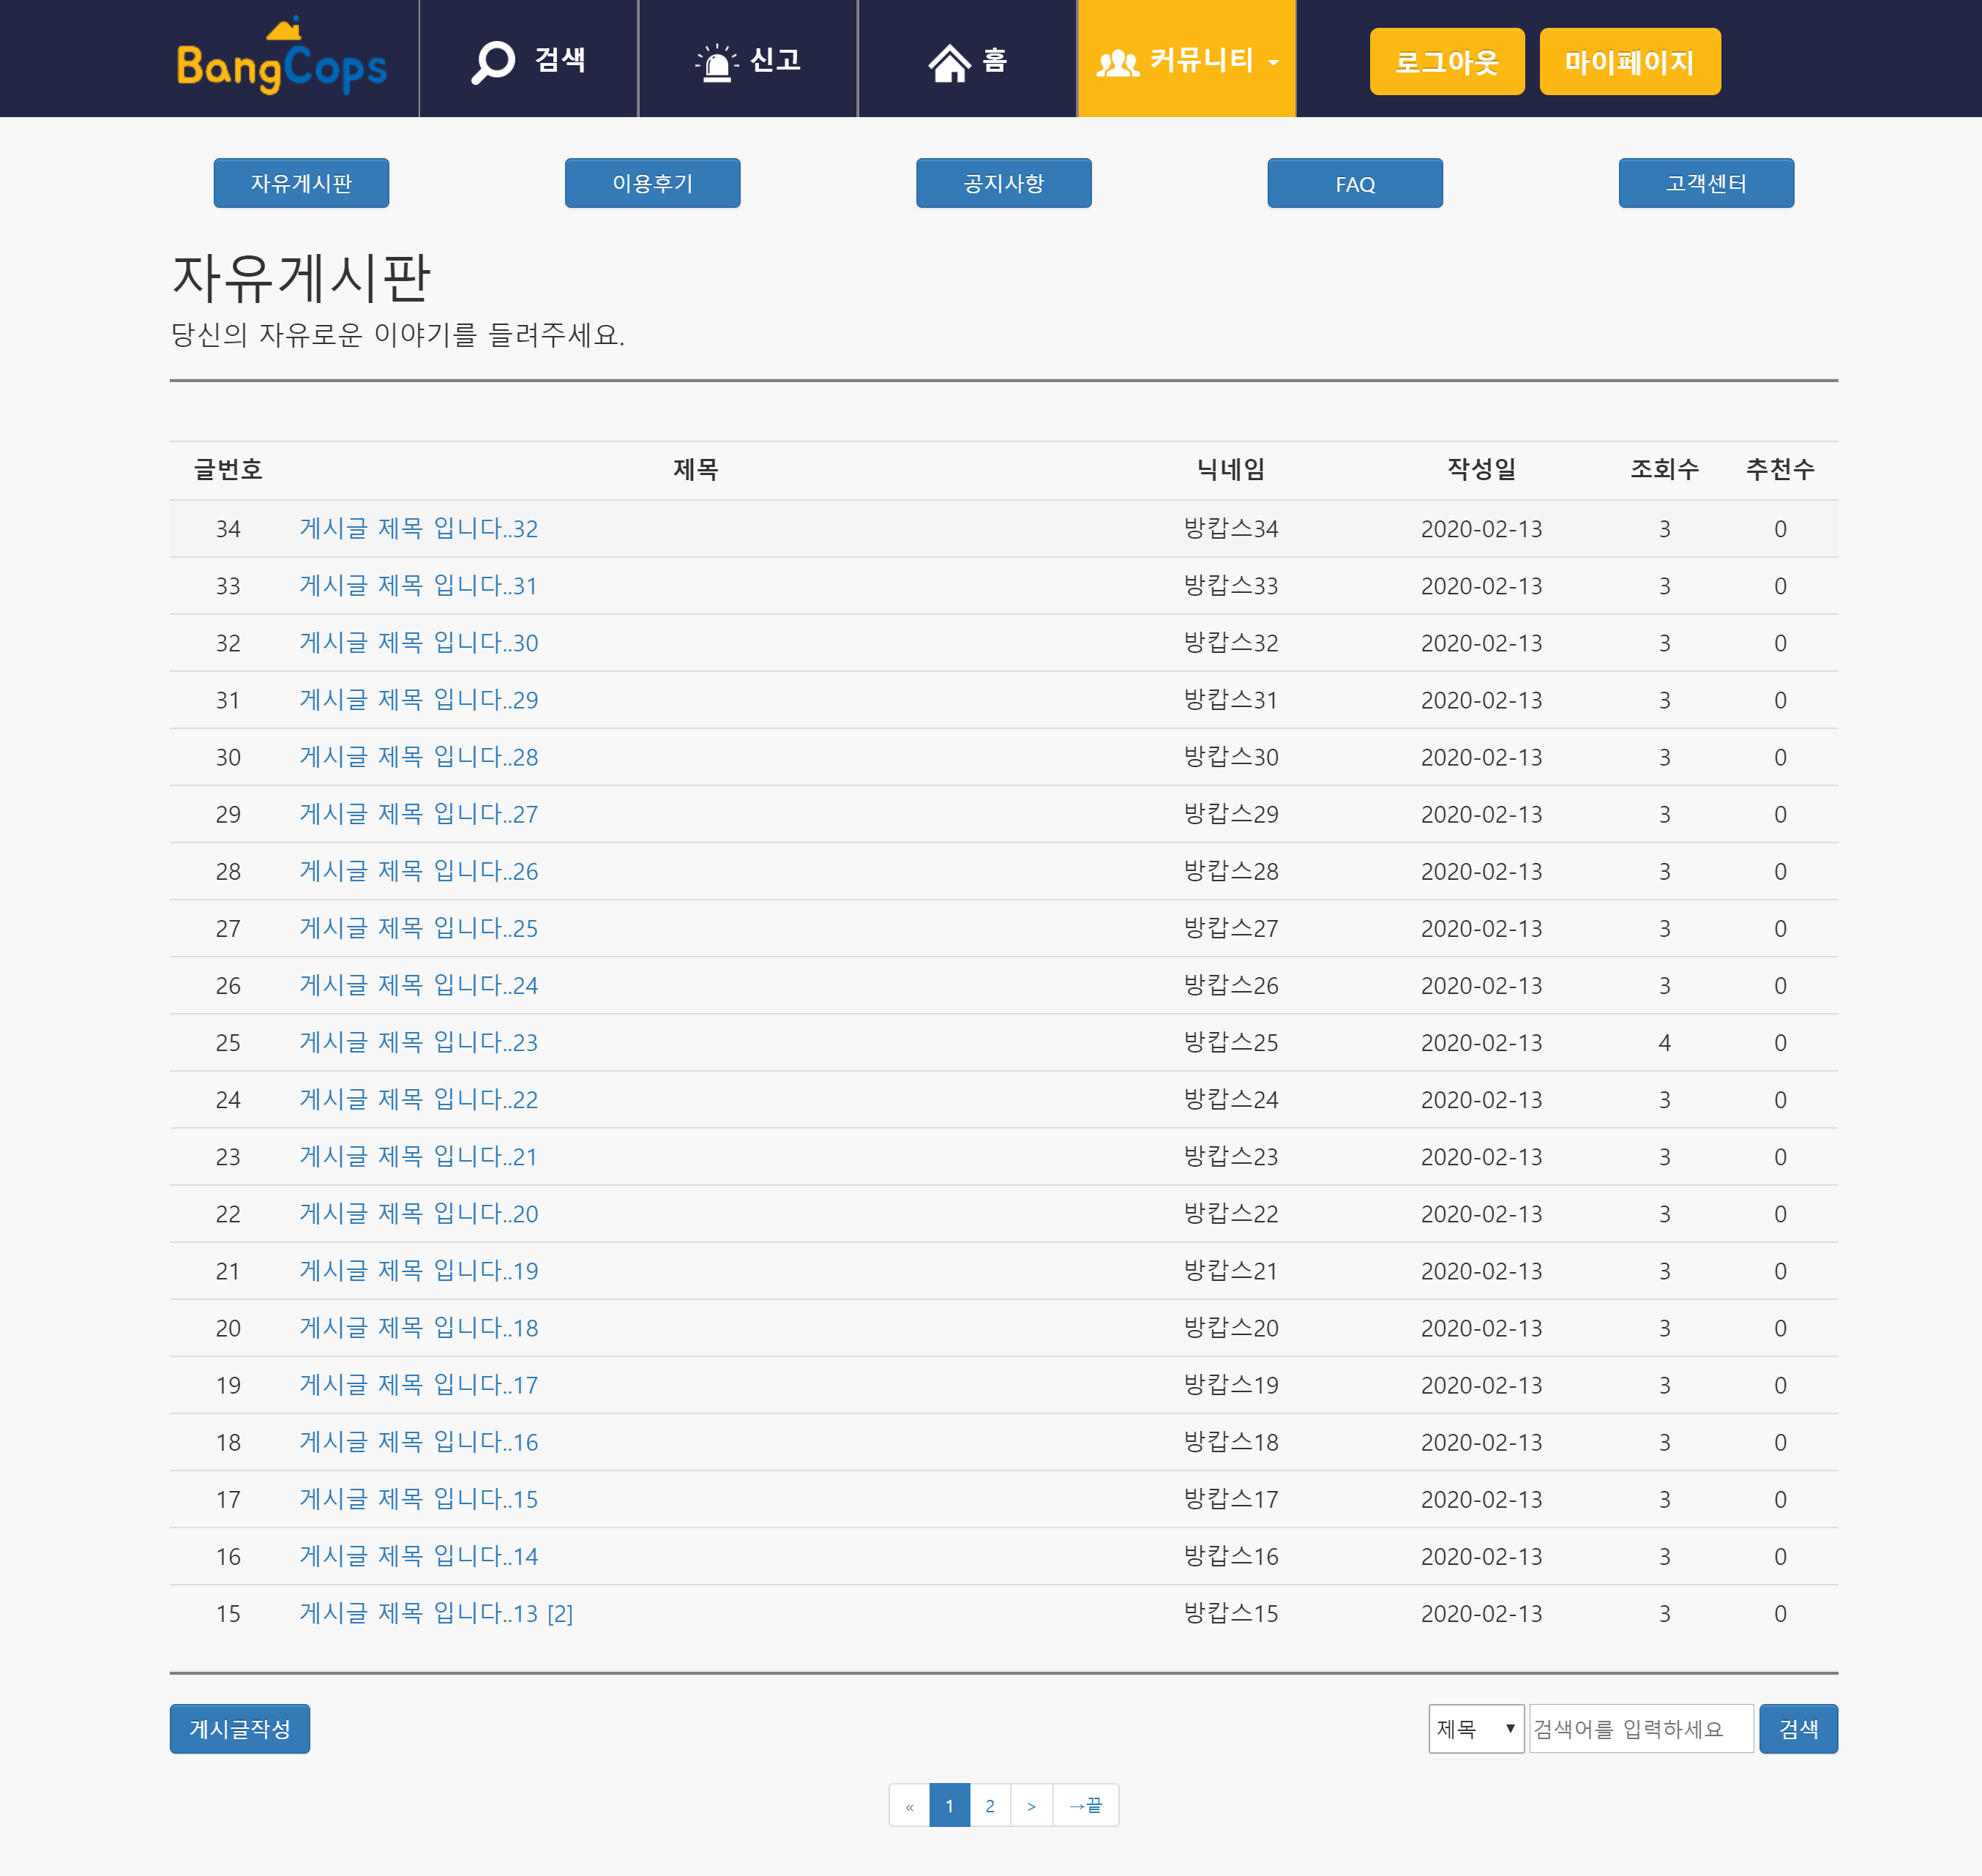 BangCops 검색 신고 홈 커뮤니티 로그아웃 마이페이지
자유게시판 이용후기 공지사항 FAQ 고객센터
자유게시판
당신의 자유로운 이야기를 들려주세요.
글번호 제목 닉네임 작성일 조회수 추천수
34 게시글 제목 입니다..32 방캅스34 2020-02-13 3 0
33 게시글 제목 입니다..31 방캅스33 2020-02-13 3 0
32 게시글 제목 입니다..30 방캅스32 2020-02-13 3 0
31 게시글 제목 입니다..29 방캅스31 2020-02-13 3 0
30 게시글 제목 입니다..28 방캅스30 2020-02-13 3 0
29 게시글 제목 입니다..27 방캅스29 2020-02-13 3 0
28 게시글 제목 입니다..26 방캅스28 2020-02-13 3 0
27 게시글 제목 입니다..25 방캅스27 2020-02-13 3 0
26 게시글 제목 입니다..24 방캅스26 2020-02-13 3 0
25 게시글 제목 입니다..23 방캅스25 2020-02-13 4 0
24 게시글 제목 입니다..22 방캅스24 2020-02-13 3 0
23 게시글 제목 입니다..21 방캅스23 2020-02-13 3 0
22 게시글 제목 입니다..20 방캅스22 2020-02-13 3 0
21 게시글 제목 입니다..19 방캅스21 2020-02-13 3 0
20 게시글 제목 입니다..18 방캅스20 2020-02-13 3 0
19 게시글 제목 입니다..17 방캅스19 2020-02-13 3 0
18 게시글 제목 입니다..16 방캅스18 2020-02-13 3 0
17 게시글 제목 입니다..15 방캅스17 2020-02-13 3 0
16 게시글 제목 입니다..14 방캅스16 2020-02-13 3 0
15 게시글 제목 입니다..13 [2] 방캅스15 2020-02-13 3 0
게시글작성 제목 검색어를 입력하세요 검색
« 1 2 > →끝